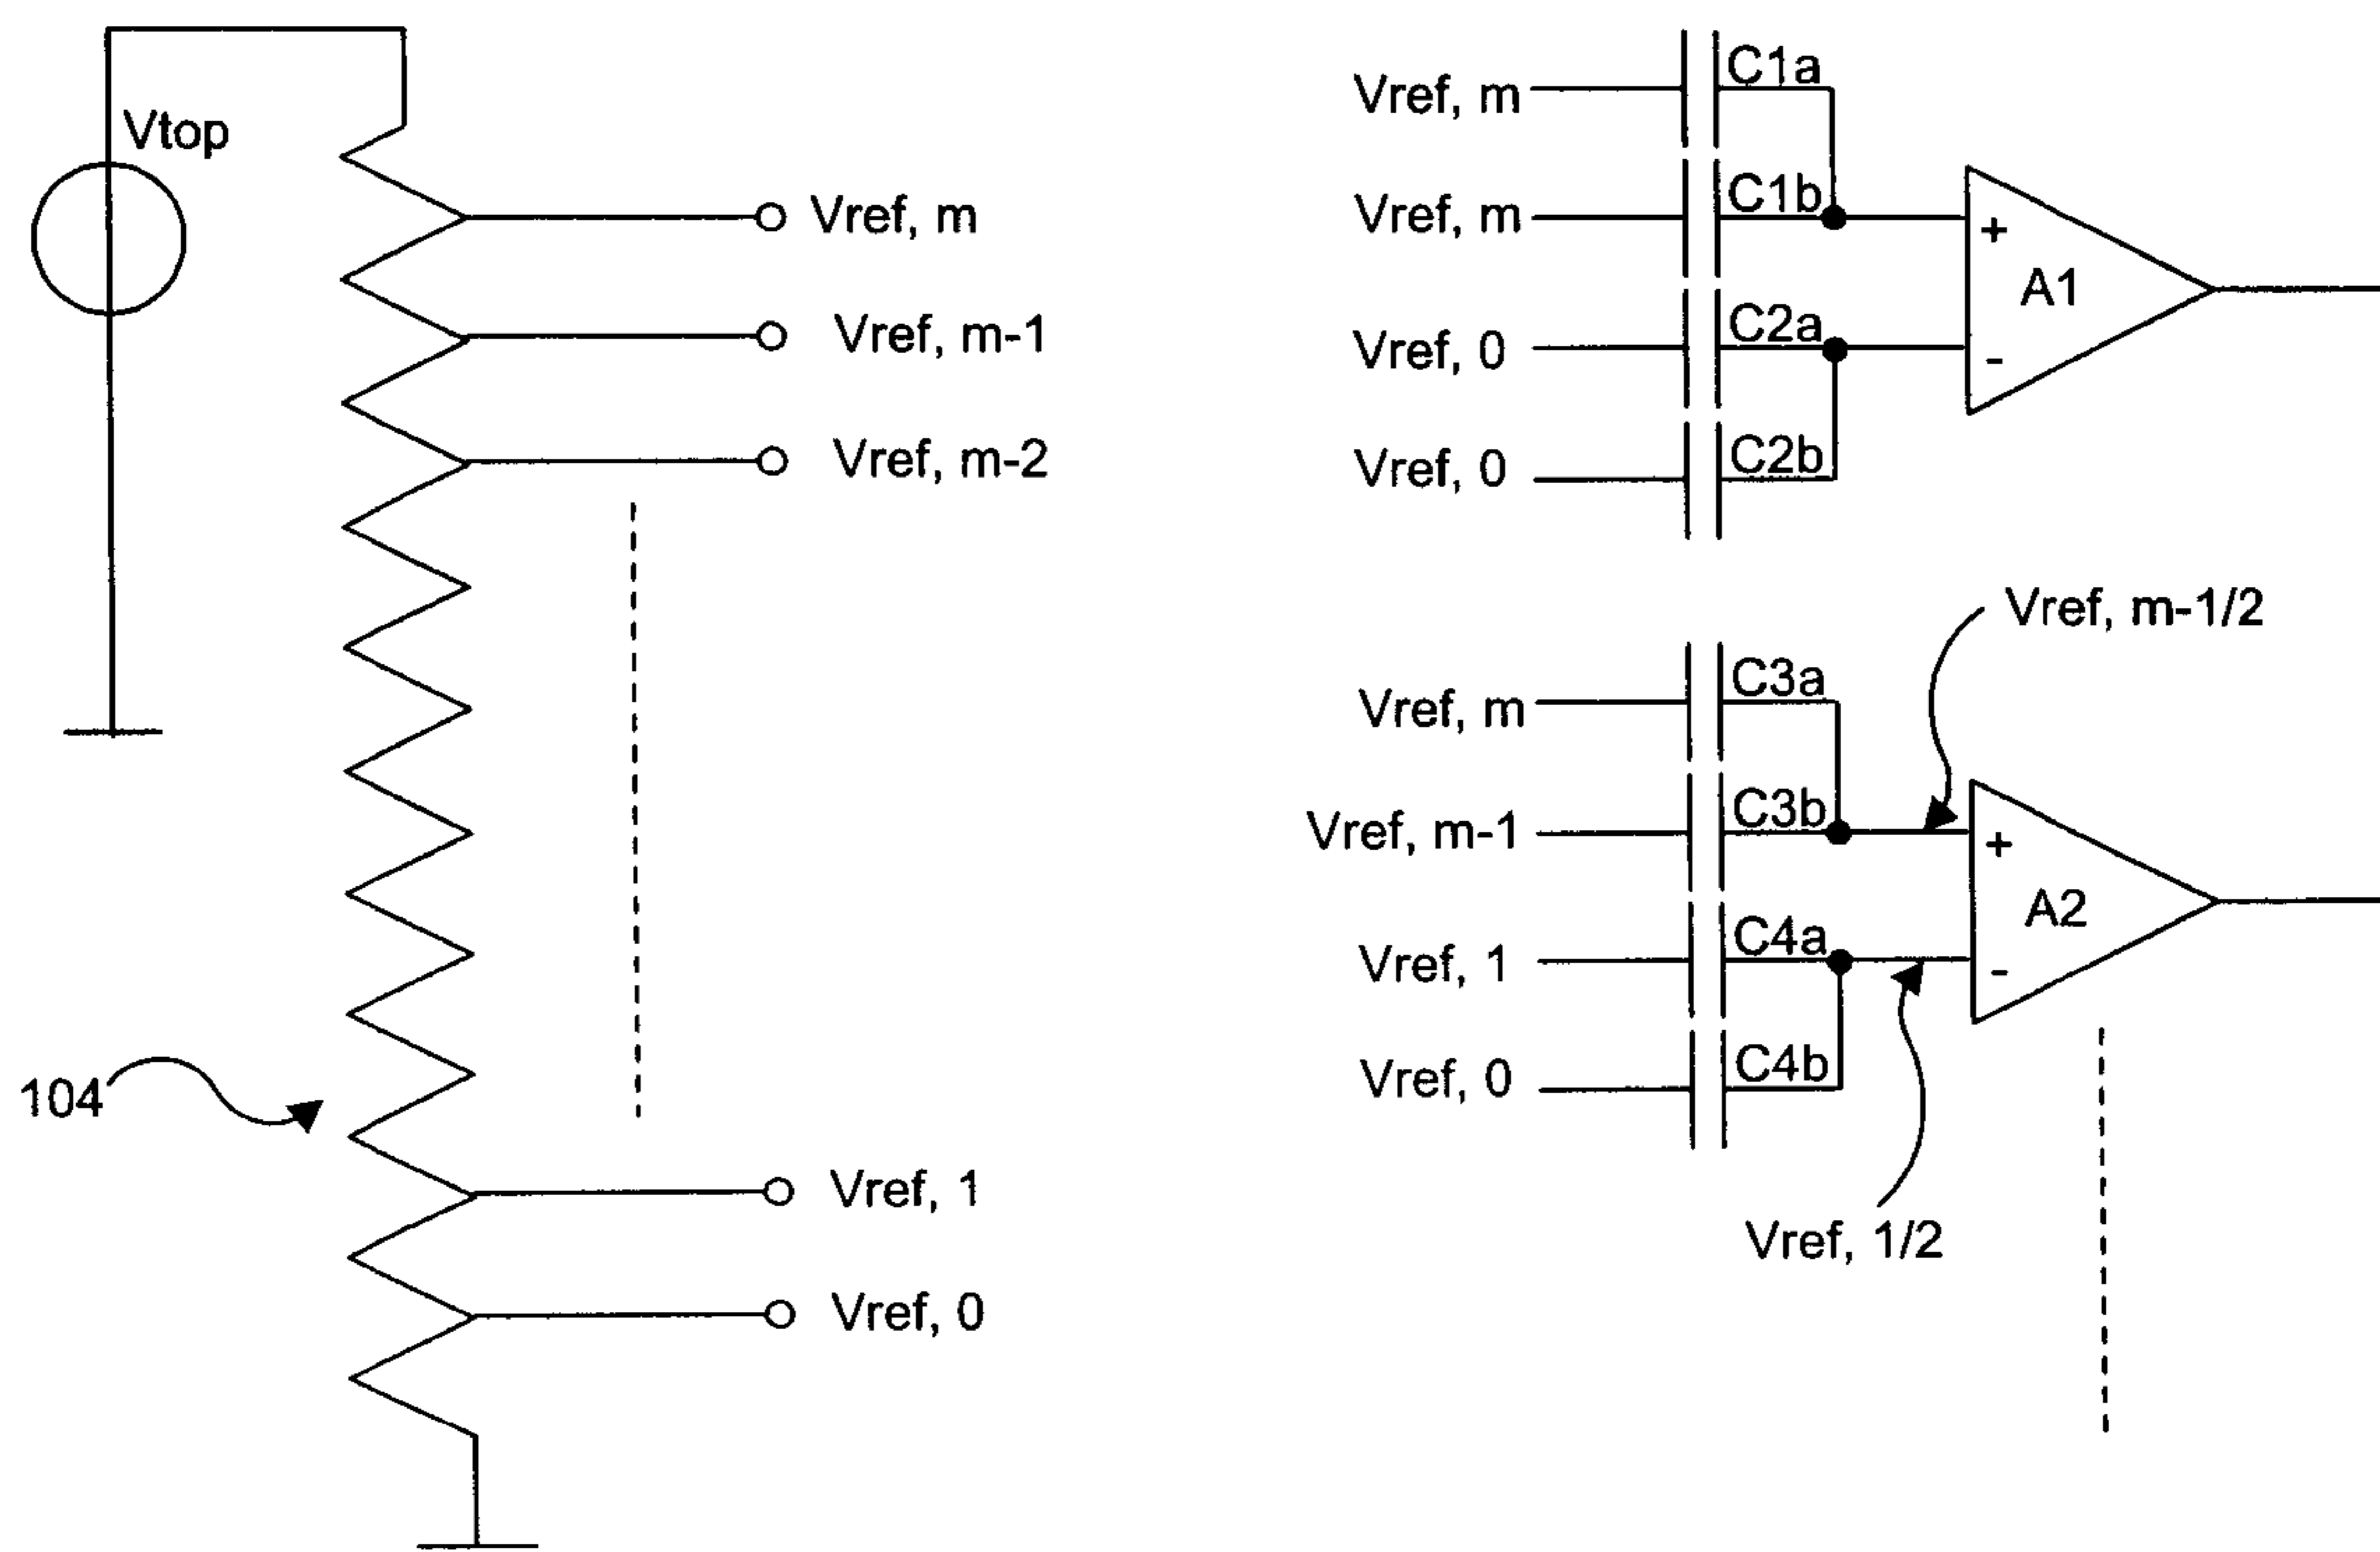 Vtop
Vref, m
Vref, m-1
Vref, m-2
104
Vref, 1
Vref, 0
Vref, m
C1a
Vref, m
C1b
+
A1
Vref, 0
C2a
-
Vref, 0
C2b
Vref, m-1/2
Vref, m
C3a
Vref, m-1
C3b
+
A2
Vref, 1
C4a
-
Vref, 0
C4b
Vref, 1/2